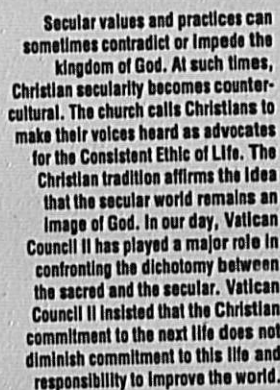 Secular values and practices can
sometimes contradict or impede the
kingdom of God. At such times,
Christian secularity becomes counter-
cultural. The church calls Christians to
make their voices heard as advocates
for the Consistent Ethic of Life. The
Christian tradition affirms the idea
that the secular world remains an
image of God. In our day, Vatican
Council II has played a major role in
confronting the dichotomy between
the sacred and the secular. Vatican
Council II insisted that the Christian
commitment to the next life does not
diminish commitment to this life and
responsibility to improve the world